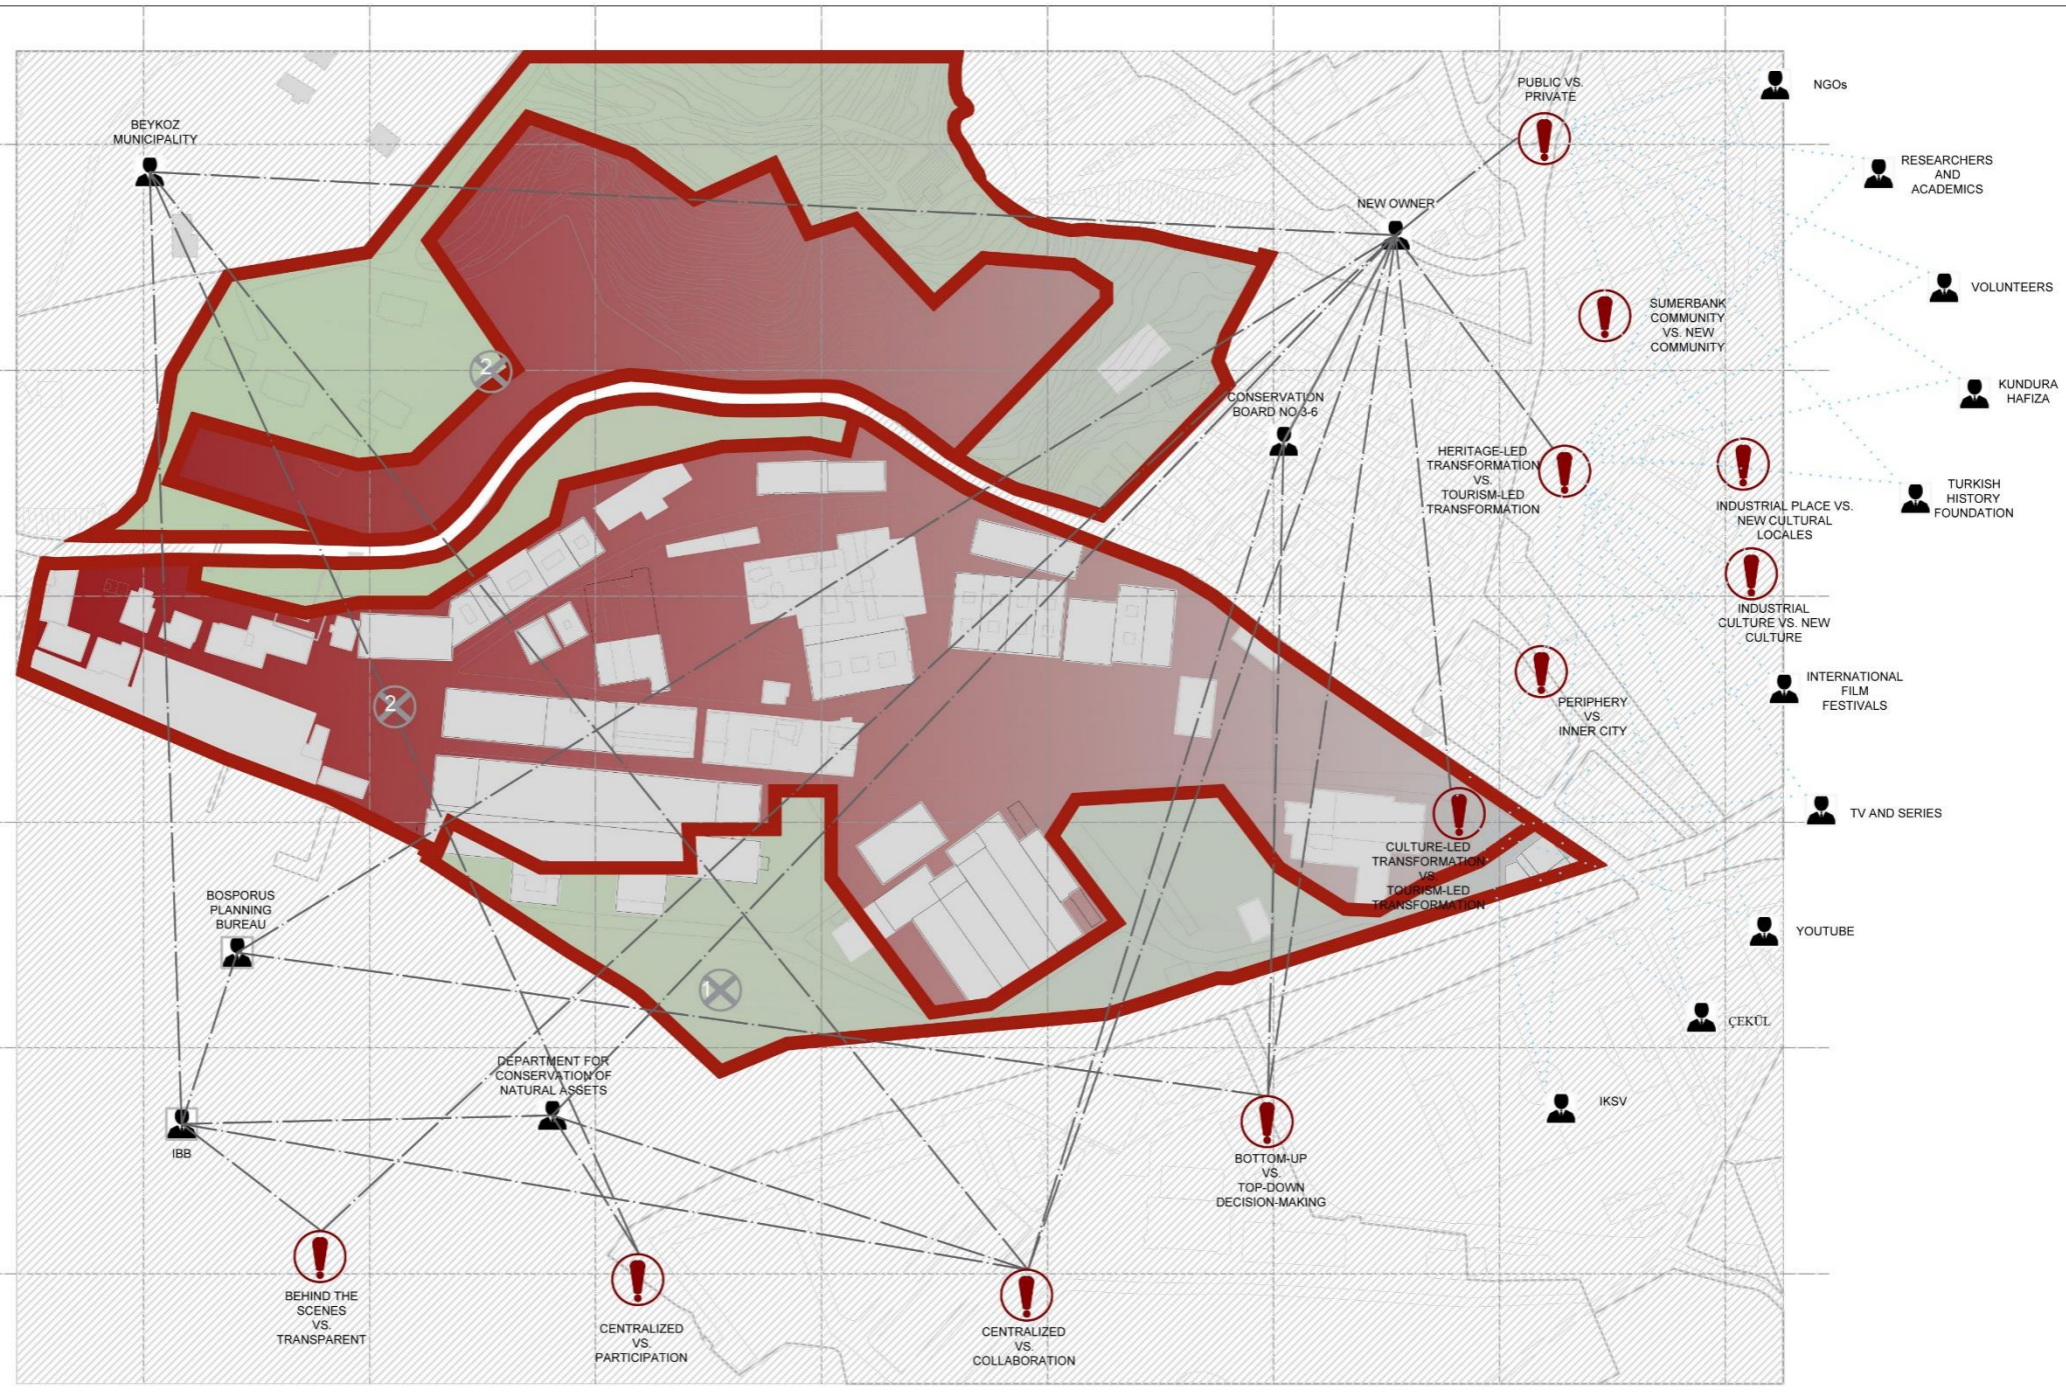 BEYKOZ
MUNICIPALITY
PUBLIC VS.
PRIVATE
NGOs
RESEARCHERS
AND
ACADEMICS
NEW OWNER
VOLUNTEERS
SUMERBANK
COMMUNITY
VS. NEW
COMMUNITY
2
CONSERVATION
BOARD NO 3-6
KUNDURA
HAFIZA
HERITAGE-LED
TRANSFORMATION
VS.
TOURISM-LED
TRANSFORMATION
INDUSTRIAL PLACE VS.
NEW CULTURAL
LOCALES
TURKISH
HISTORY
FOUNDATION
INDUSTRIAL
CULTURE VS. NEW
CULTURE
2
PERIPHERY
VS.
INNER CITY
INTERNATIONAL
FILM
FESTIVALS
TV AND SERIES
CULTURE-LED
TRANSFORMATION
VS.
TOURISM-LED
TRANSFORMATION
BOSPORUS
PLANNING
BUREAU
YOUTUBE
1
ÇEKÜL
DEPARTMENT FOR
CONSERVATION OF
NATURAL ASSETS
IKSV
IBB
BOTTOM-UP
VS.
TOP-DOWN
DECISION-MAKING
BEHIND THE
SCENES
VS.
TRANSPARENT
CENTRALIZED
VS.
PARTICIPATION
CENTRALIZED
VS.
COLLABORATION